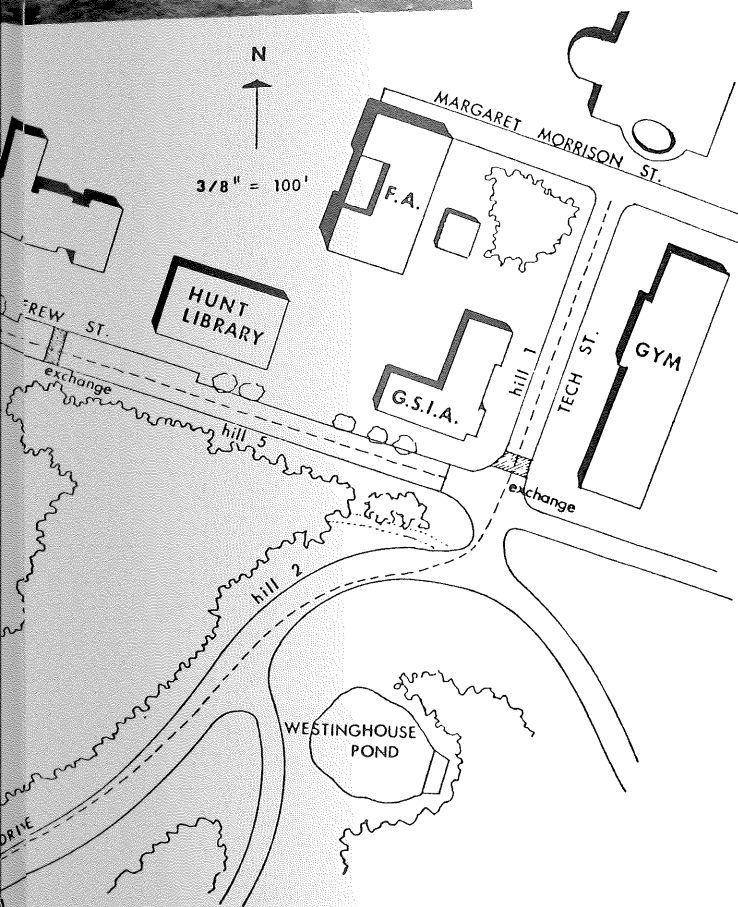 N
3/8" = 100'
MARGARET MORRISON ST.
F.A.
HUNT
LIBRARY
FREW ST.
exchange
hill 5
G.S.I.A.
hill 1
TECH ST.
GYM
exchange
hill 2
WESTINGHOUSE
POND
DRIVE